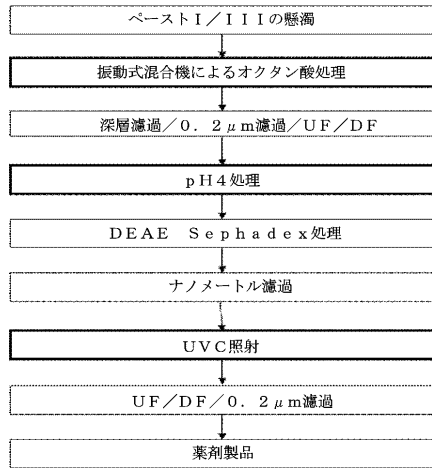 ペーストⅠ/ⅠⅠⅠの懸濁
振動式混合機によるオクタン酸処理
深層濾過/0.2μm濾過/UF/DF
pH4処理
DEAE Sephadex処理
ナノメートル濾過
UVC照射
UF/DF/0.2μm濾過
薬剤製品